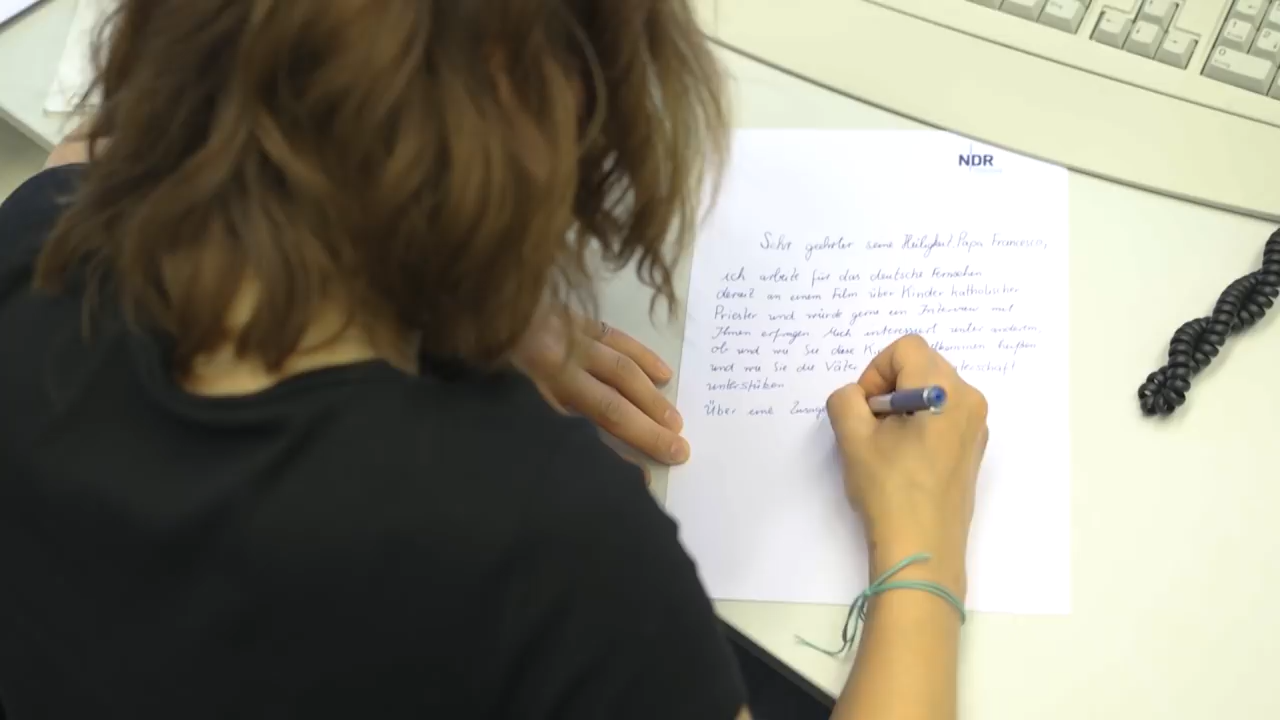 NDR
Sehr geehrter seine Heiligkeit Papa Francesco,
ich arbeite für das deutsche Fernsehen
derzeit an einem Film über Kinder katholischer
Priester und würde gerne ein Interview mit
Ihnen anfragen. Mich interessiert unter anderem,
ob und wie Sie diese
und wie Sie die Väter
unterstützen
Über eine Zusage